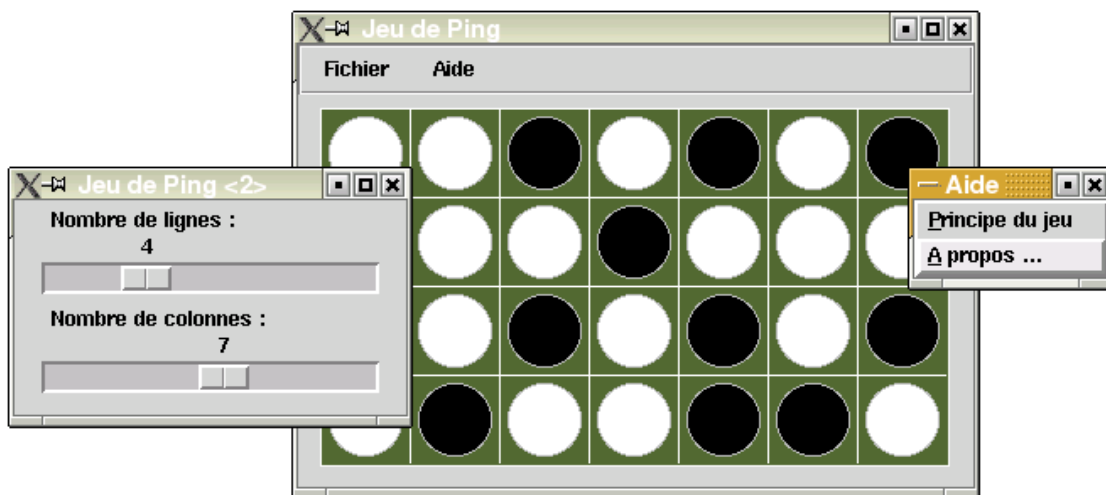 Jeu de Ping
Fichier Aide
Jeu de Ping <2>
Nombre de lignes :
4
Nombre de colonnes :
7
Aide
Principe du jeu
A propos ...